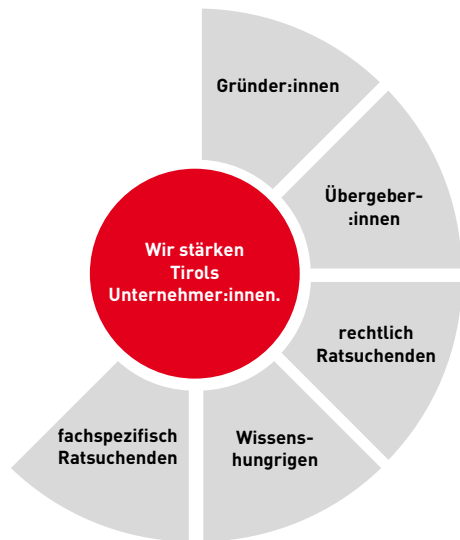 Gründer:innen
Übergeber-
:innen
Wir stärken
Tirols
Unternehmer:innen.
rechtlich
Ratsuchenden
Wissens-
hungrigen
fachspezifisch
Ratsuchenden